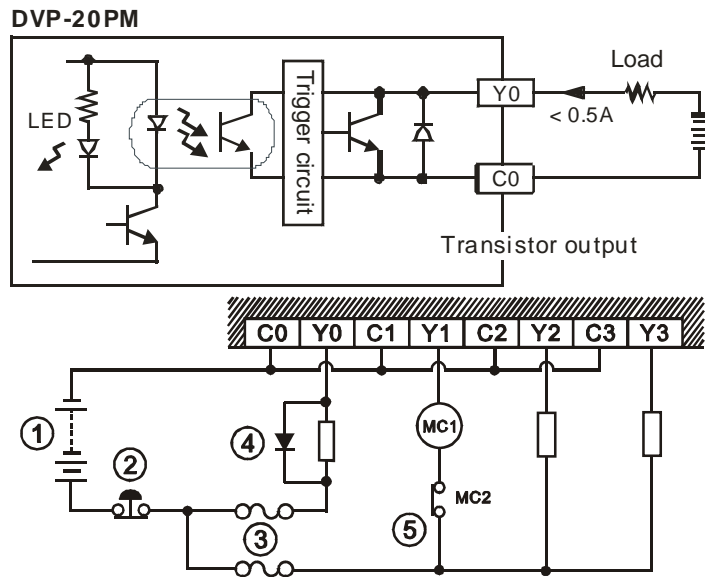 DVP-20PM
LED
Trigger circuit
Y0
C0
Load
< 0.5A
Transistor output
C0 Y0 C1 Y1 C2 Y2 C3 Y3
1
2
3
4
MC1
MC2
5